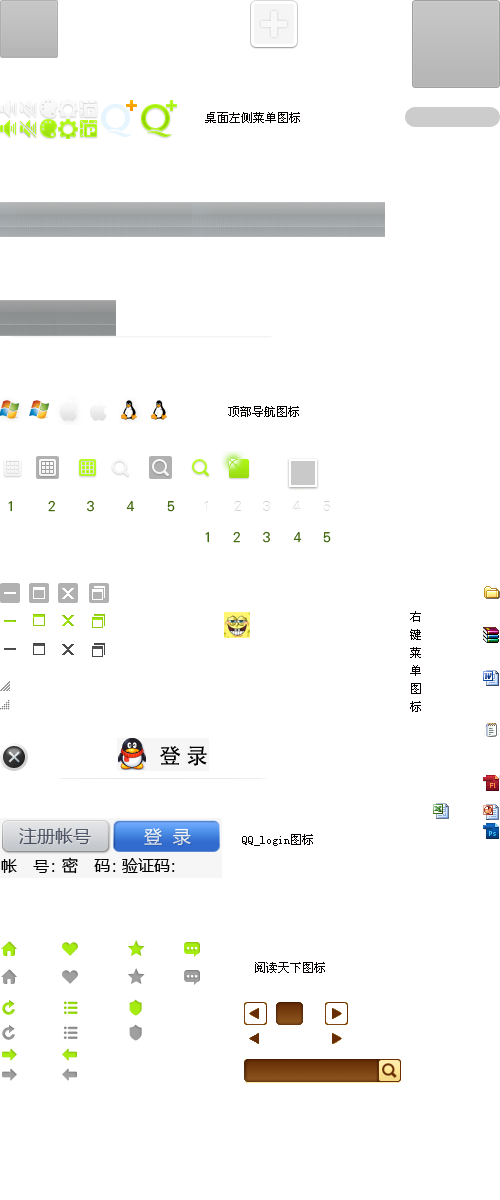 桌面左侧菜单图标
顶部导航图标
1 2 3 4 5 1 2 3 4 5
1 2 3 4 5
右
键
菜
单
图
标
登 录
注册帐号 登 录
QQ_login图标
帐 号: 密 码: 验证码:
阅读天下图标